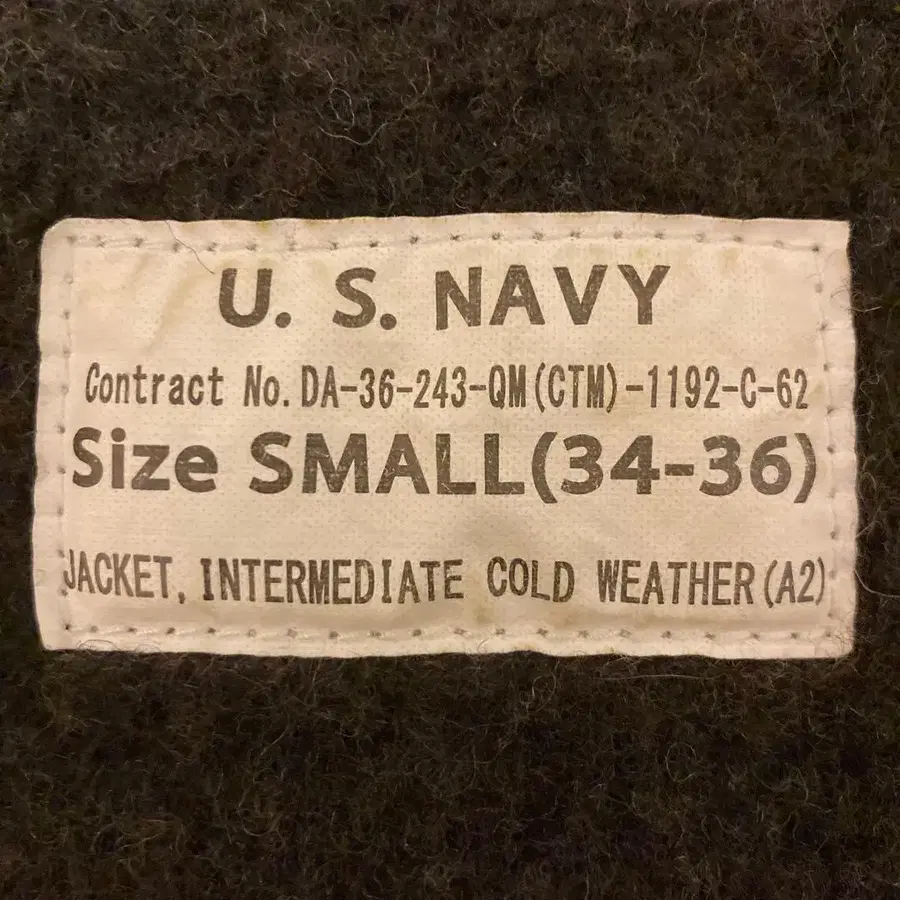 U. S. NAVY
Contract No. DA-36-243-QM(CTM)-1192-C-62
Size SMALL(34-36)
JACKET, INTERMEDIATE COLD WEATHER(A2)